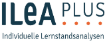 ILeA PLUS
Individuelle Lernstandsanalysen